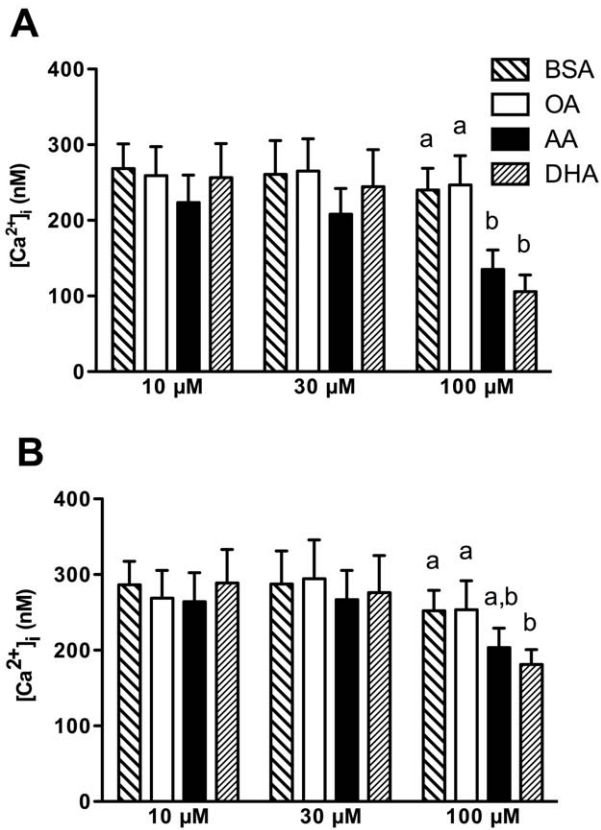 A
400
300
200
100
0
[Ca2+]i (nM)
BSA
OA
AA
DHA
a a
b
b
10 µM 30 µM 100 µM
B
400
300
200
100
0
[Ca2+]i (nM)
a a
a,b
b
10 µM 30 µM 100 µM